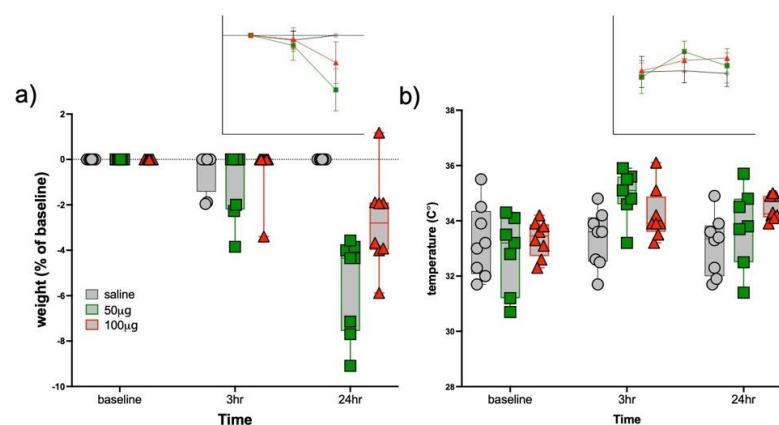 a)
weight (% of baseline)
2
0
-2
-4
-6
-8
-10
saline
50µg
100µg
baseline 3hr 24hr
Time
b)
temperature (C°)
38
36
34
32
30
28
baseline 3hr 24hr
Time